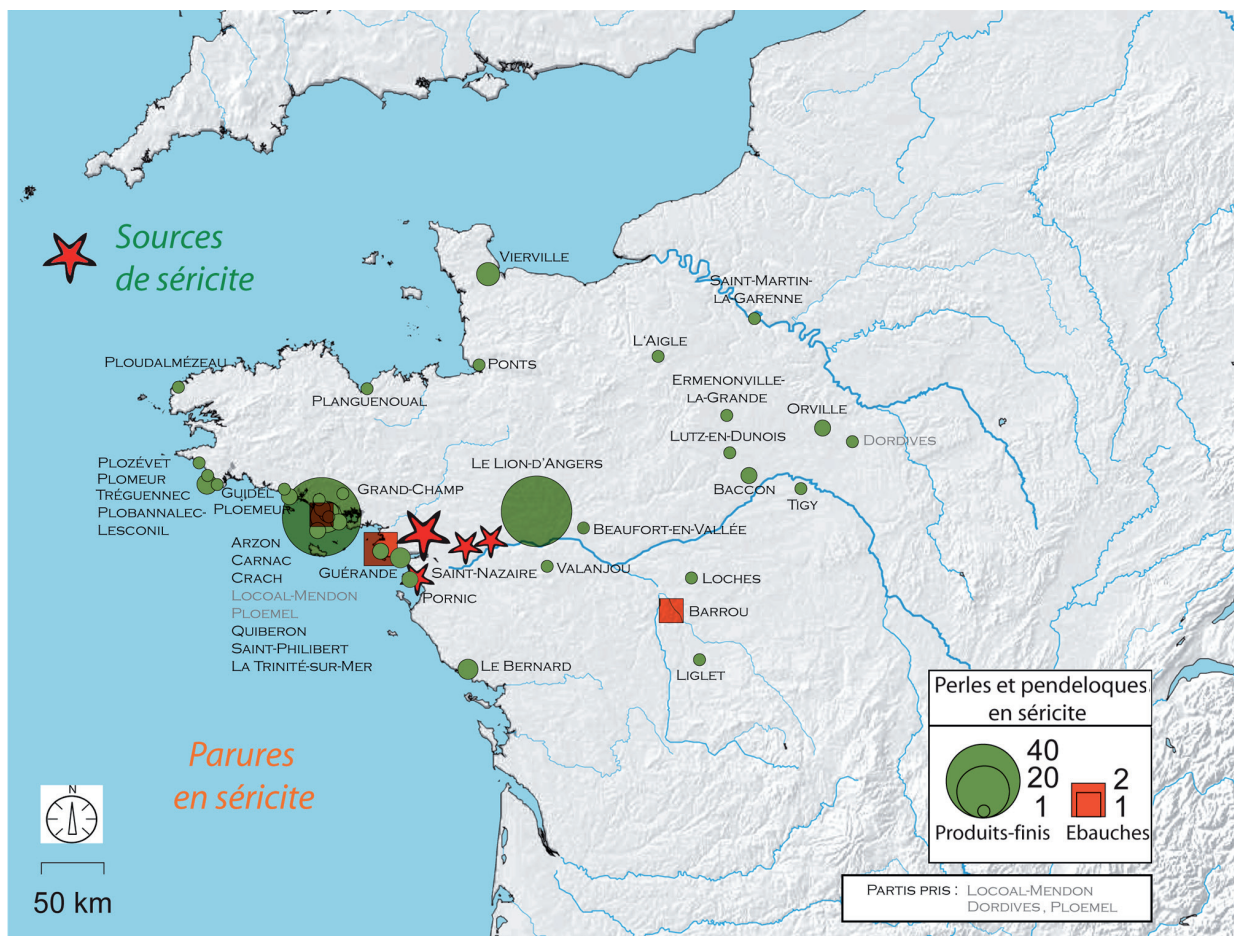 Sources
de séricite
Vierville
Saint-Martin-
la-Garenne
L'Aigle
Ponts
Ploudalmézeau
Planguenoual
Ermenonville-
la-Grande
Orville
Dordives
Lutz-en-Dunois
Baccon
Tigy
Plozévet
Plomeur
Tréguennec
Plobannalec-
Lesconil
Guidel
Ploemeur
Grand-Champ
Le Lion-d'Angers
Beaufort-en-Vallée
Arzon
Carnac
Crach
Locoal-Mendon
Ploemel
Quiberon
Saint-Philibert
La Trinité-sur-Mer
Guérande
Saint-Nazaire
Pornic
Valanjou
Loches
Barrou
Liglet
Le Bernard
Parures
en séricite
N
50 km
Perles et pendeloques
en séricite
40
20
1
2
1
Produits-finis
Ebauches
Partis pris : Locoal-Mendon
Dordives, Ploemel